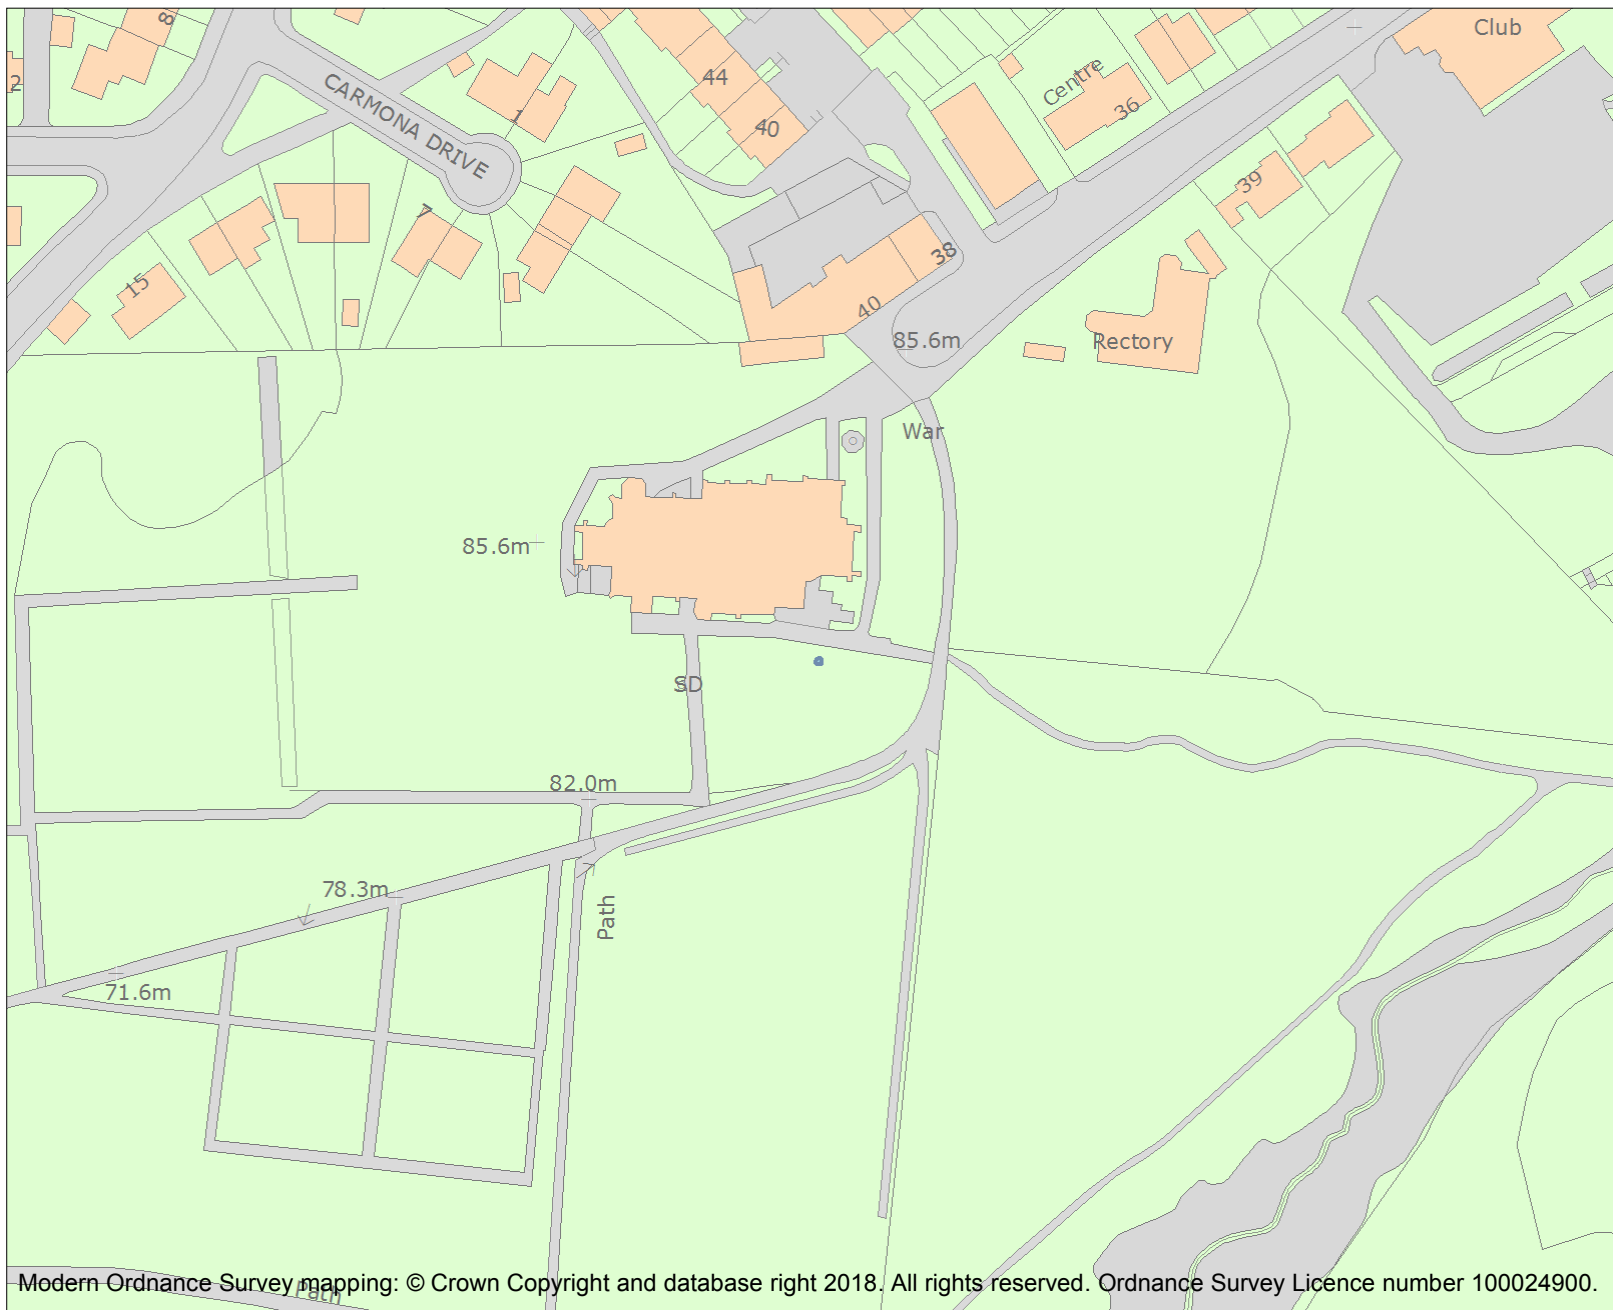 8
Club
2
44
Centre
CARMONA DRIVE
1
40
36
7
39
38
15
40
85.6m
Rectory
War
85.6m
SD
82.0m
78.3m
Path
71.6m
Path
Modern Ordnance Survey mapping: © Crown Copyright and database right 2018. All rights reserved. Ordnance Survey Licence number 100024900.